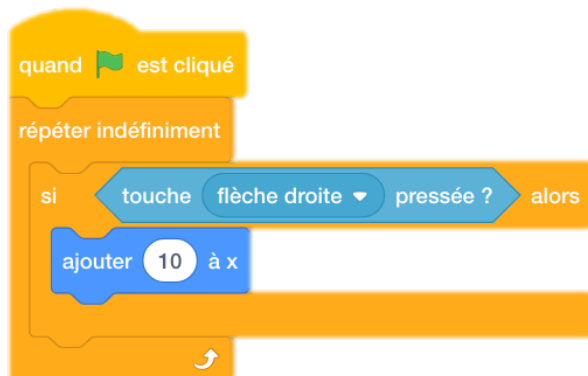 quand est cliqué
répéter indéfiniment
si touche flèche droite pressée ? alors
ajouter 10 à x